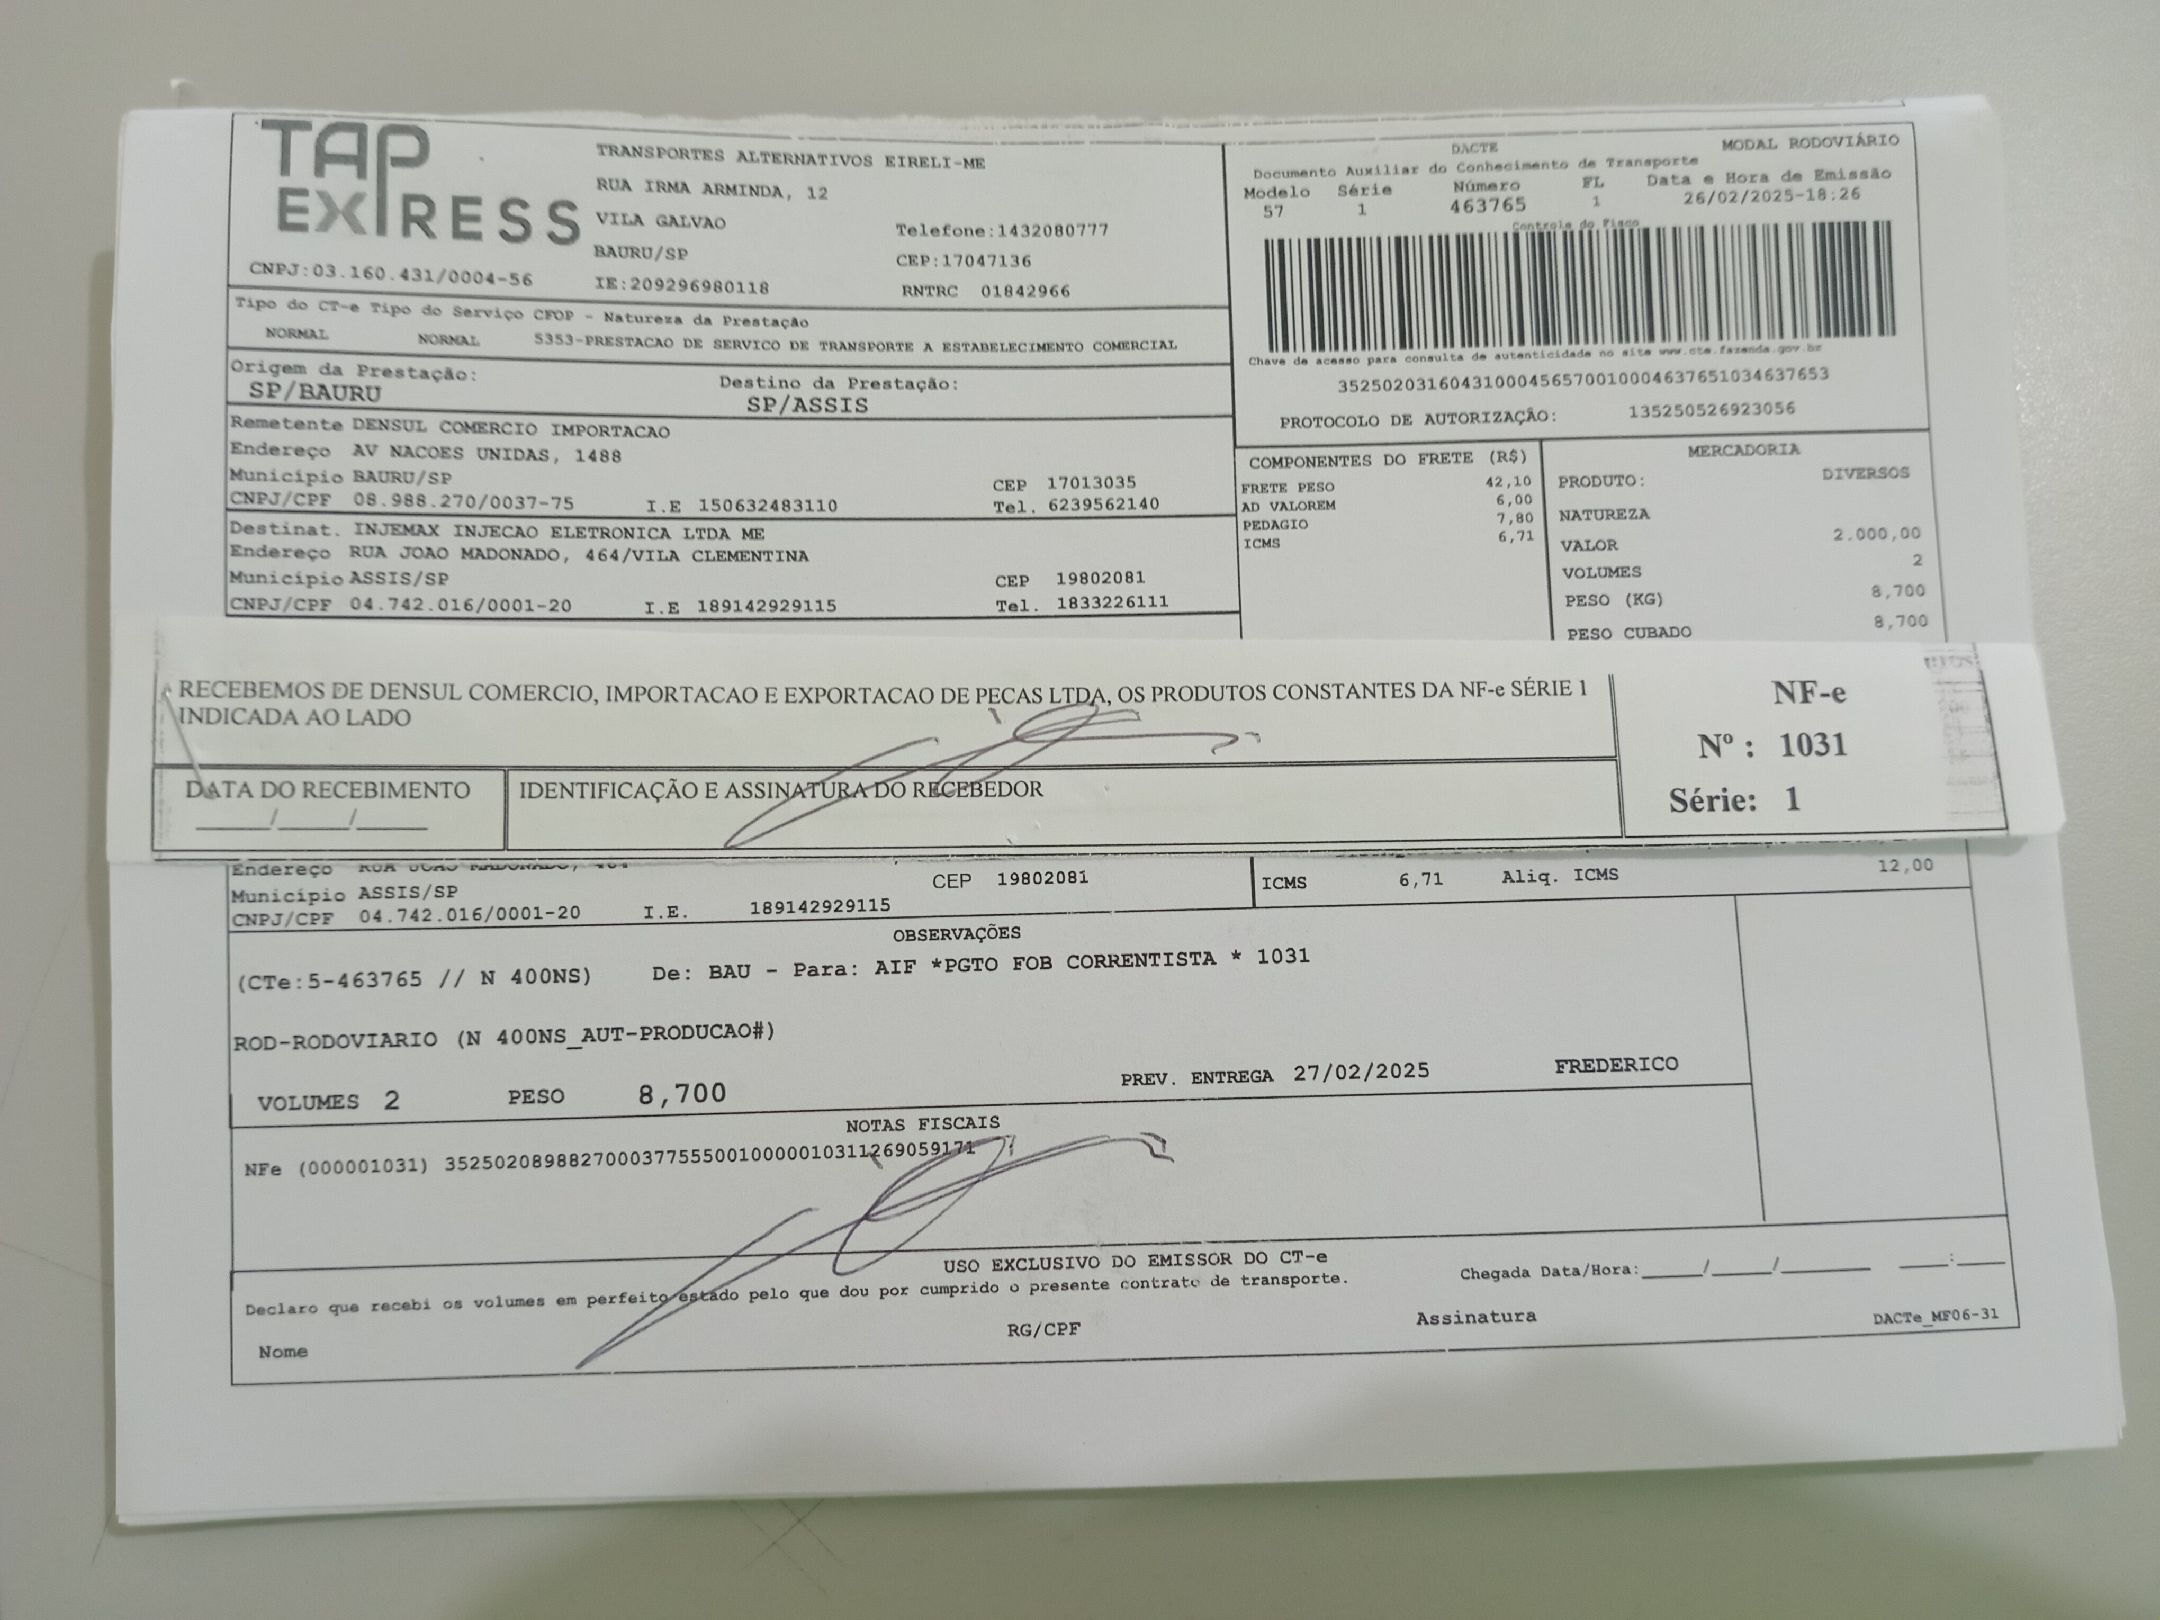 TAP
EXPRESS
CNPJ:03.160.431/0004-56
TRANSPORTES ALTERNATIVOS EIRELI-ME
RUA IRMA ARMINDA, 12
VILA GALVAO
Telefone:1432080777
BAURU/SP
CEP:17047136
IE:209296980118
RNTRC 01842966
DACTE
MODAL RODOVIÁRIO
Documento Auxiliar do Conhecimento de Transporte
Modelo Série Número FL Data e Hora de Emissão
57 1 463765 1 26/02/2025-18:26
Controle do Fisco
Chave de acesso para consulta de autenticidade no site www.cte.fazenda.gov.br
35250203160431000456570010004637651034637653
PROTOCOLO DE AUTORIZAÇÃO: 135250526923056
Tipo do CT-e Tipo do Serviço CFOP - Natureza da Prestação
NORMAL NORMAL 5353-PRESTACAO DE SERVICO DE TRANSPORTE A ESTABELECIMENTO COMERCIAL
Origem da Prestação: Destino da Prestação:
SP/BAURU SP/ASSIS
Remetente DENSUL COMERCIO IMPORTACAO
Endereço AV NACOES UNIDAS, 1488
Município BAURU/SP CEP 17013035
CNPJ/CPF 08.988.270/0037-75 I.E 150632483110 Tel. 6239562140
Destinat. INJEMAX INJECAO ELETRONICA LTDA ME
Endereço RUA JOAO MADONADO, 464/VILA CLEMENTINA
Município ASSIS/SP CEP 19802081
CNPJ/CPF 04.742.016/0001-20 I.E 189142929115 Tel. 1833226111
COMPONENTES DO FRETE (R$)
FRETE PESO 42,10
AD VALOREM 6,00
PEDAGIO 7,80
ICMS 6,71
MERCADORIA
PRODUTO: DIVERSOS
NATUREZA
VALOR 2.000,00
VOLUMES 2
PESO (KG) 8,700
PESO CUBADO 8,700
RECEBEMOS DE DENSUL COMERCIO, IMPORTACAO E EXPORTACAO DE PECAS LTDA, OS PRODUTOS CONSTANTES DA NF-e SÉRIE 1
INDICADA AO LADO
DATA DO RECEBIMENTO
____/____/____
IDENTIFICAÇÃO E ASSINATURA DO RECEBEDOR
NF-e
Nº : 1031
Série: 1
Endereço RUA JOAO MADONADO, 464
Município ASSIS/SP CEP 19802081
CNPJ/CPF 04.742.016/0001-20 I.E. 189142929115
ICMS 6,71 Aliq. ICMS 12,00
OBSERVAÇÕES
(CTe:5-463765 // N 400NS) De: BAU - Para: AIF *PGTO FOB CORRENTISTA * 1031
ROD-RODOVIARIO (N 400NS_AUT-PRODUCAO#)
VOLUMES 2 PESO 8,700 PREV. ENTREGA 27/02/2025 FREDERICO
NOTAS FISCAIS
NFe (000001031) 35250208988270003775550010000010311269059171
USO EXCLUSIVO DO EMISSOR DO CT-e
Declaro que recebi os volumes em perfeito estado pelo que dou por cumprido o presente contrato de transporte.
Chegada Data/Hora:____/____/______ ___:___
Nome RG/CPF Assinatura
DACTe_MF06-31